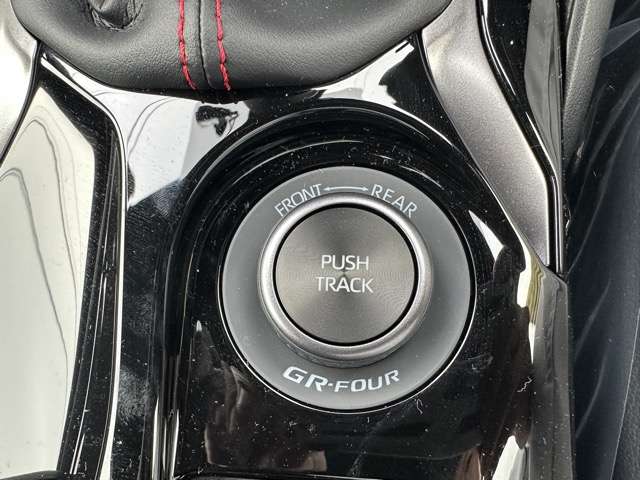 FRONT REAR
PUSH
TRACK
GR-FOUR